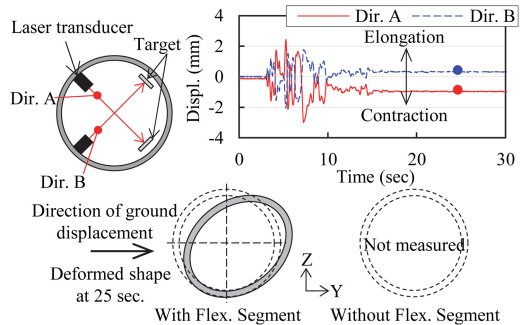 Laser transducer
Target
Dir. A
Dir. B
Dir. A
Dir. B
Displ. (mm)
4
2
0
-2
-4
Elongation
Contraction
0
10
20
30
Time (sec)
Direction of ground
displacement
Deformed shape
at 25 sec.
Z
Y
With Flex. Segment
Not measured
Without Flex. Segment